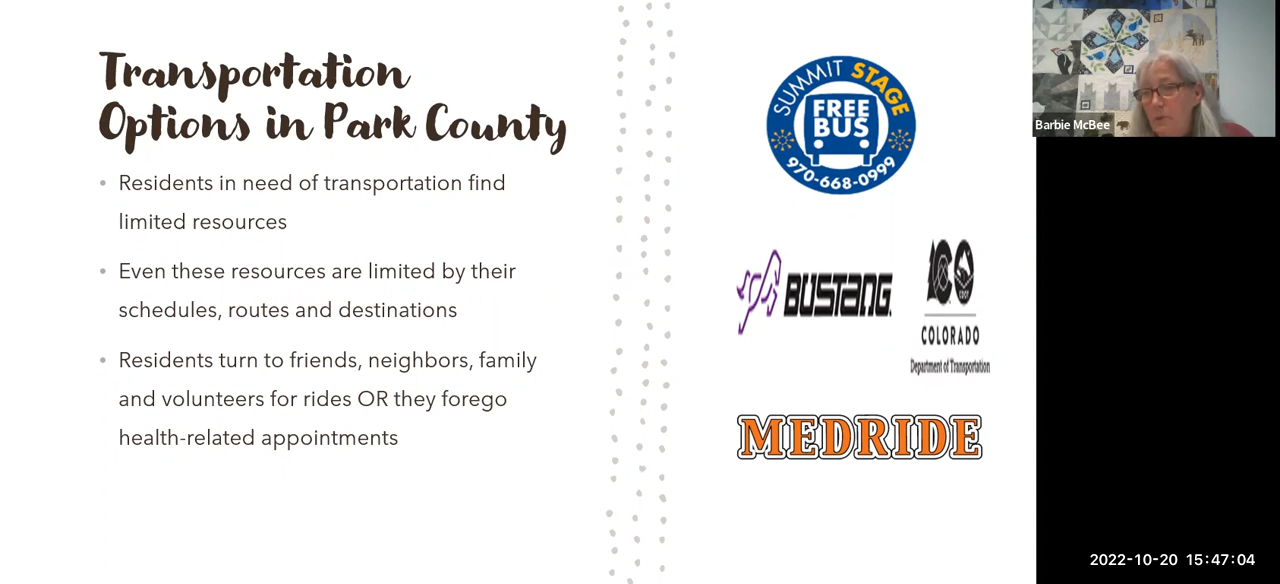 Transportation
Options in Park County
Residents in need of transportation find
limited resources
Even these resources are limited by their
schedules, routes and destinations
Residents turn to friends, neighbors, family
and volunteers for rides OR they forego
health-related appointments
SUMMIT STAGE
FREE
BUS
970-668-0999
BUSTANG
CDOT
COLORADO
Department of Transportation
MEDRIDE
Barbie McBee
2022-10-20 15:47:04